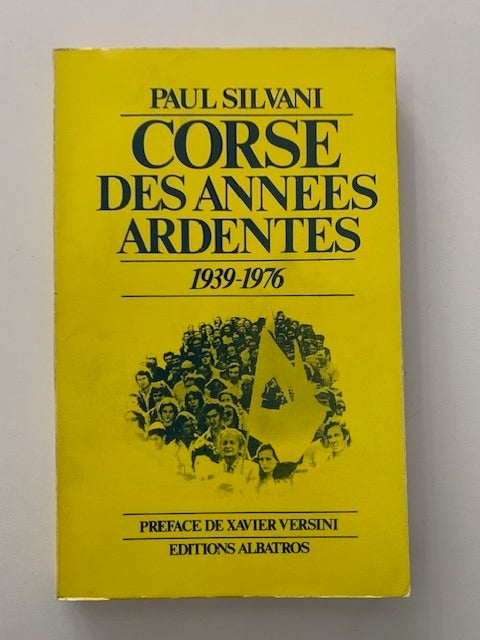 PAUL SILVANI
CORSE
DES ANNEES
ARDENTES
1939-1976
PREFACE DE XAVIER VERSINI
EDITIONS ALBATROS